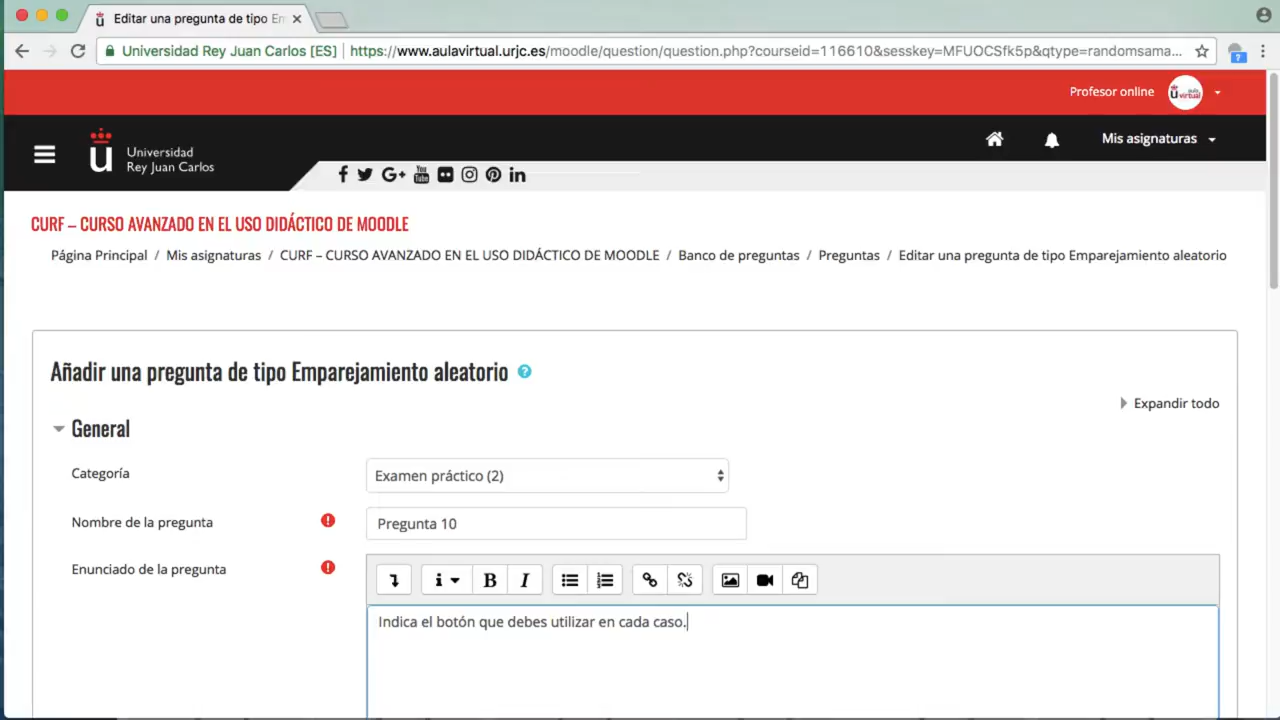 Editar una pregunta de tipo Em
Universidad Rey Juan Carlos [ES] | https://www.aulavirtual.urjc.es/moodle/question/question.php?courseid=116610&sesskey=MFUOCSfk5p&qtype=randomsama...
Profesor online
Universidad
Rey Juan Carlos
Mis asignaturas
CURF – CURSO AVANZADO EN EL USO DIDÁCTICO DE MOODLE
Página Principal / Mis asignaturas / CURF – CURSO AVANZADO EN EL USO DIDÁCTICO DE MOODLE / Banco de preguntas / Preguntas / Editar una pregunta de tipo Emparejamiento aleatorio
Añadir una pregunta de tipo Emparejamiento aleatorio
Expandir todo
General
Categoría
Examen práctico (2)
Nombre de la pregunta
Pregunta 10
Enunciado de la pregunta
Indica el botón que debes utilizar en cada caso.